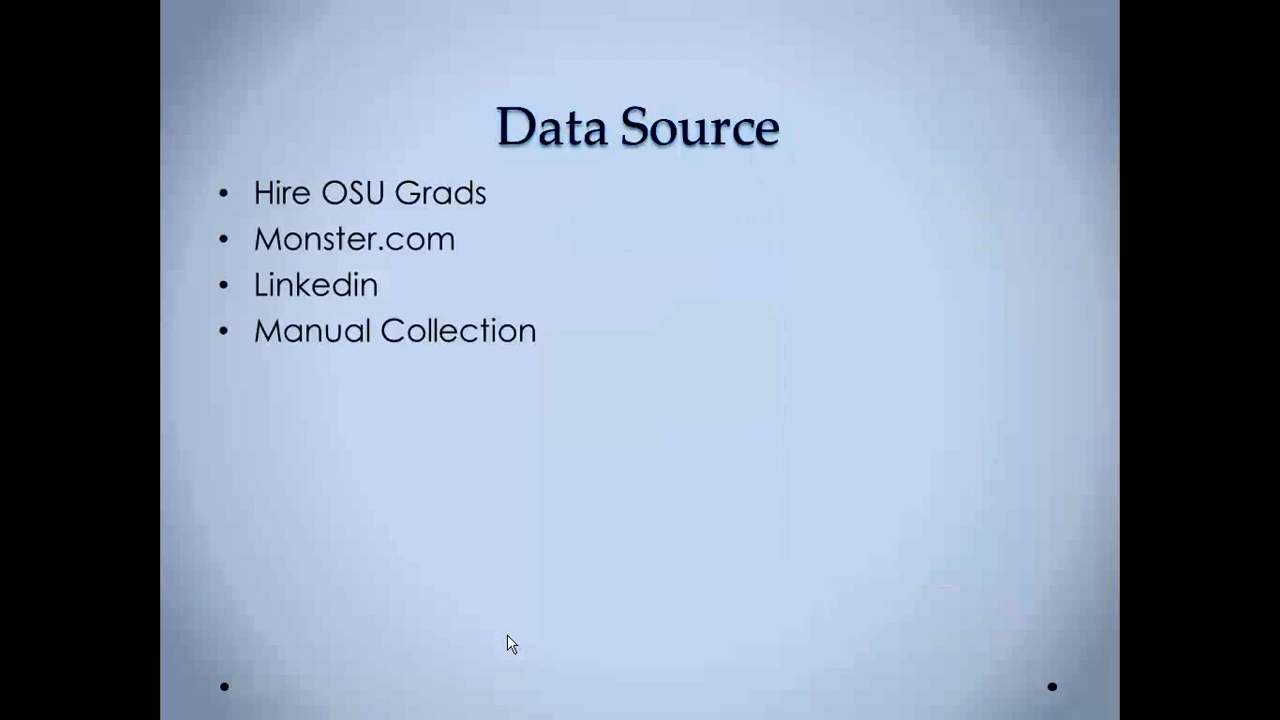 Data Source
• Hire OSU Grads
• Monster.com
• Linkedin
• Manual Collection